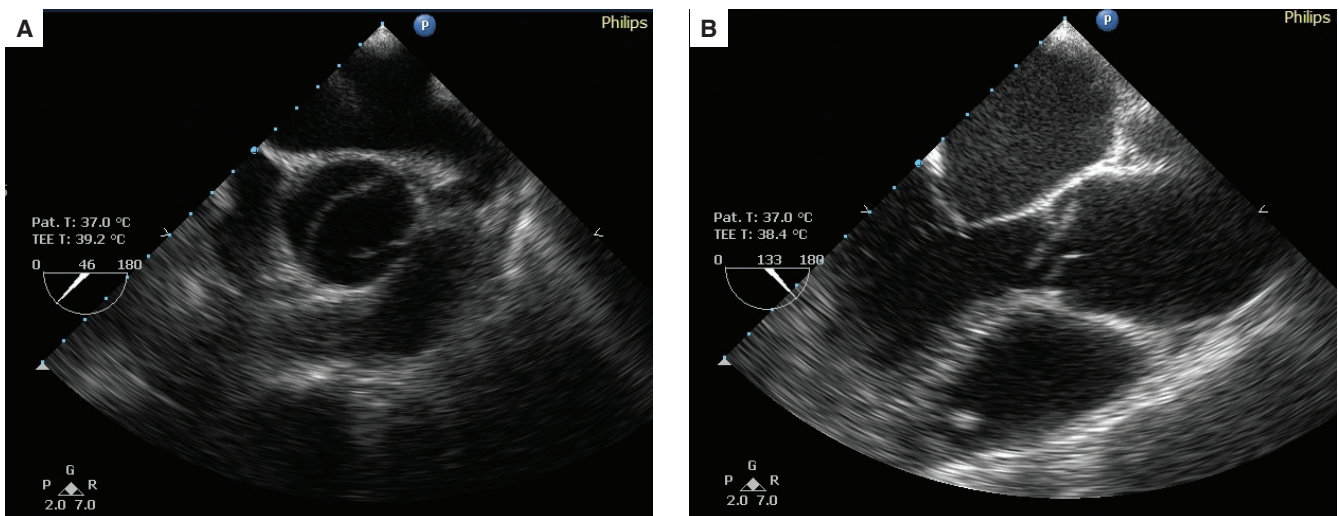 A
P
Philips
Pat. T: 37.0 °C
TEE T: 39.2 °C
0 46 180
G
P R
2.0 7.0
B
P
Philips
Pat. T: 37.0 °C
TEE T: 38.4 °C
0 133 180
G
P R
2.0 7.0